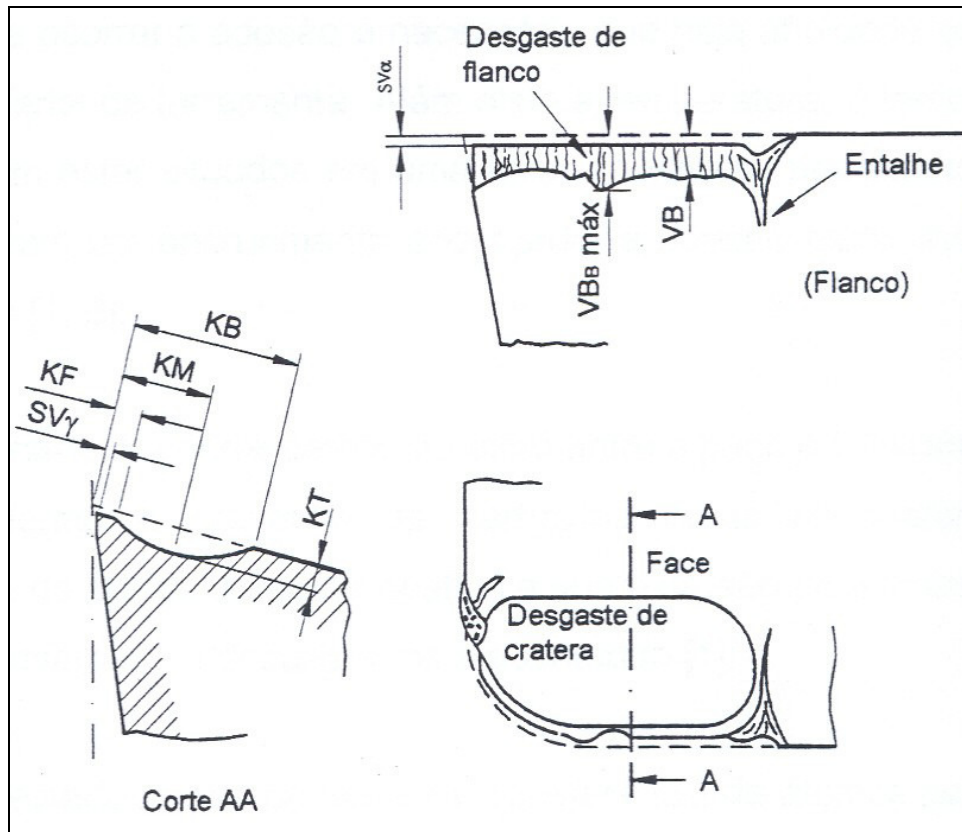 Desgaste de
flanco
SVα
Entalhe
VBB máx
VB
(Flanco)
KB
KM
KF
SVγ
KT
A
Face
Desgaste de
cratera
A
Corte AA